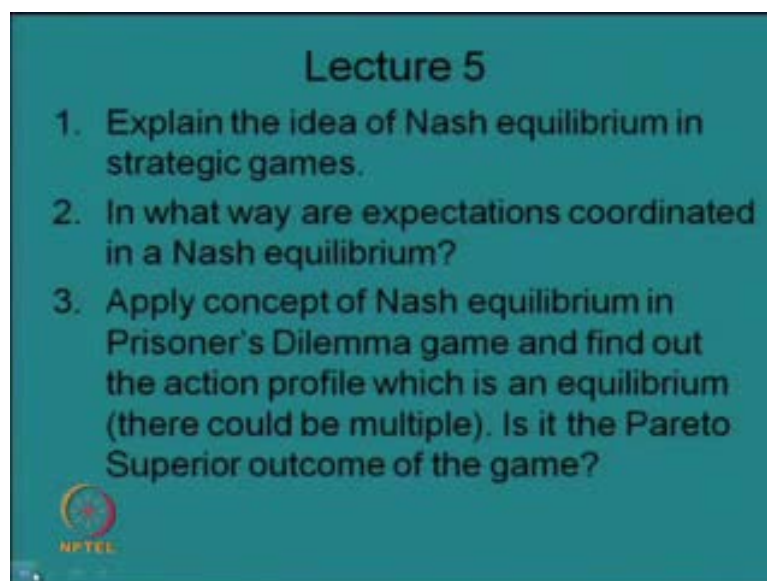 Lecture 5
1. Explain the idea of Nash equilibrium in
strategic games.
2. In what way are expectations coordinated
in a Nash equilibrium?
3. Apply concept of Nash equilibrium in
Prisoner's Dilemma game and find out
the action profile which is an equilibrium
(there could be multiple). Is it the Pareto
Superior outcome of the game?
NPTEL